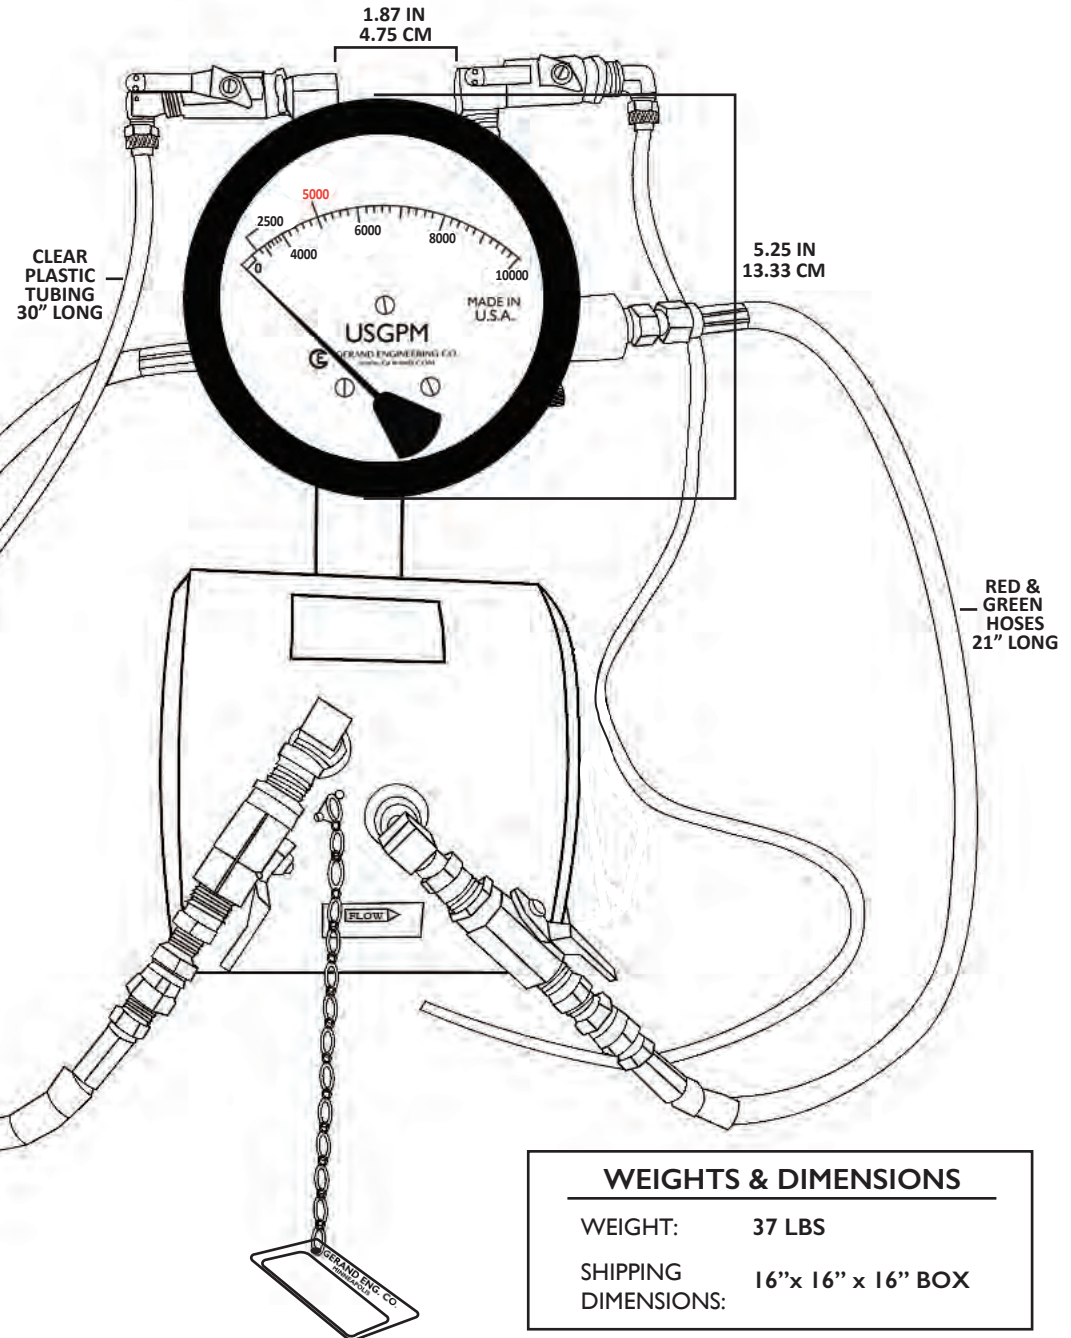 1.87 IN
4.75 CM
5000
2500
6000
8000
4000
0
10000
CLEAR
PLASTIC
TUBING
30” LONG
5.25 IN
13.33 CM
MADE IN
U.S.A.
USGPM
GERAND ENGINEERING CO.
RED &
GREEN
HOSES
21” LONG
FLOW
GERAND ENG. CO.
MINNEAPOLIS
WEIGHTS & DIMENSIONS
WEIGHT: 37 LBS
SHIPPING
DIMENSIONS: 16”x 16” x 16” BOX